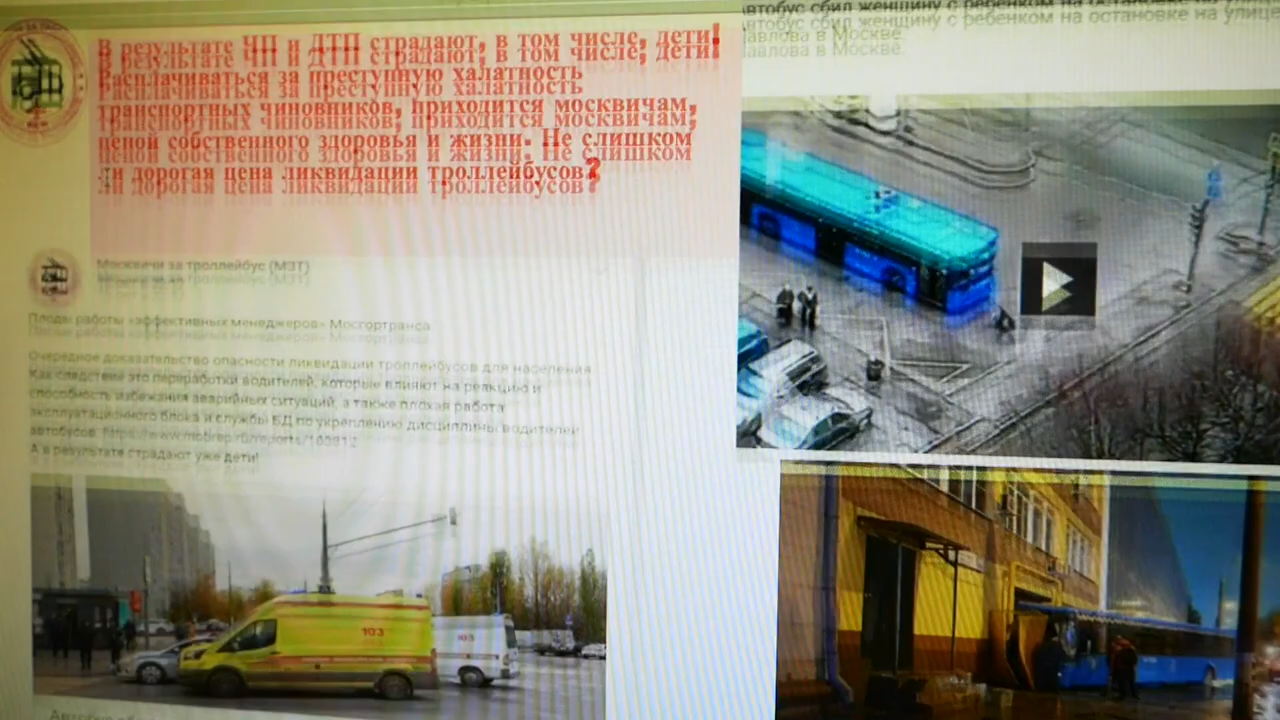 В результате ЧП и ДТП страдают, в том числе, дети!
Расплачиваться за преступную халатность
транспортных чиновников, приходится москвичам,
ценой собственного здоровья и жизни. Не слишком
ли дорогая цена ликвидации троллейбусов?
Москвичи за троллейбус (МЗТ)
Плоды работы «эффективных менеджеров» Мосгортранса
Очередное доказательство опасности ликвидации троллейбусов для населения
Как следствие это переработки водителей, которые влияют на реакцию и
способность избежания аварийных ситуаций, а также плохая работа
эксплуатационного блока и службы БД по укреплению дисциплины водителей
автобусов.
А в результате страдают уже дети!
103
103
Автобус сбил женщину с ребенком на остановке на улице
Павлова в Москве.